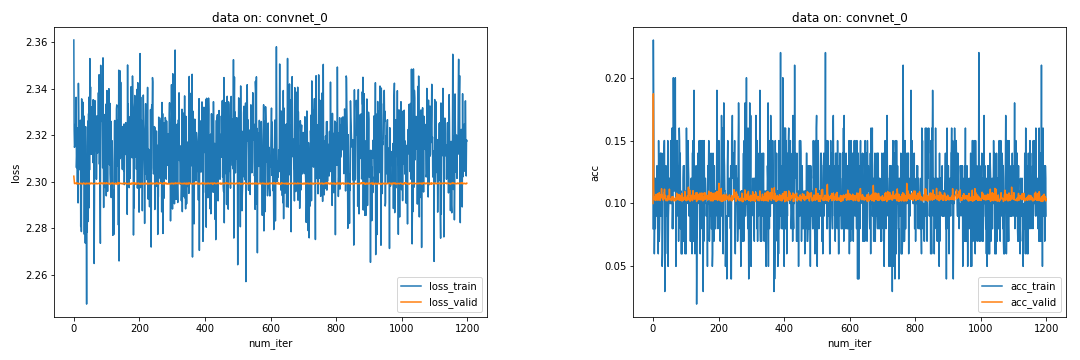 data on: convnet_0
2.36
2.34
2.32
2.30
2.28
2.26
loss
0
200
400
600
800
1000
1200
num_iter
loss_train
loss_valid
data on: convnet_0
0.20
0.15
0.10
0.05
acc
0
200
400
600
800
1000
1200
num_iter
acc_train
acc_valid